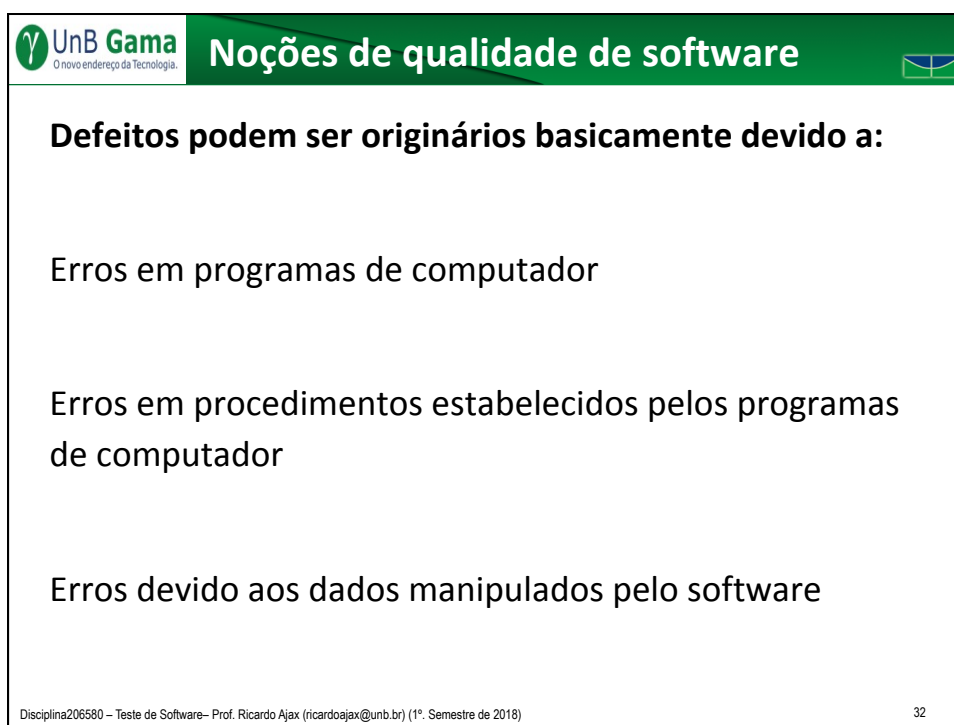 γ UnB Gama
O novo endereço da Tecnologia.
Noções de qualidade de software
Defeitos podem ser originários basicamente devido a:
Erros em programas de computador
Erros em procedimentos estabelecidos pelos programas
de computador
Erros devido aos dados manipulados pelo software
Disciplina206580 – Teste de Software– Prof. Ricardo Ajax (ricardoajax@unb.br) (1º. Semestre de 2018)
32